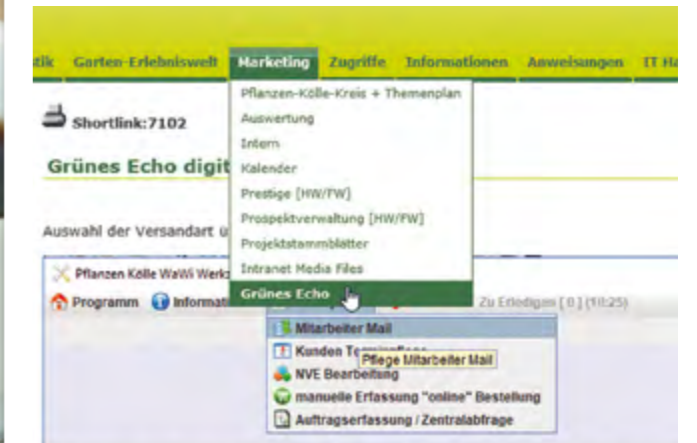 tik Garten-Erlebniswelt Marketing Zugriffe Informationen Anweisungen IT Ha
Pflanzen-Kölle-Kreis + Themenplan
Shortlink:7102
Auswertung
Intern
Grünes Echo digit
Kalender
Prestige [HW/FW]
Prospektverwaltung [HW/FW]
Auswahl der Versandart ü
Projektstammblätter
Intranet Media Files
Pflanzen Kölle WaWi Werkz
Grünes Echo
Programm Informat Zu Erledigen [ 0 ] (10:25)
Mitarbeiter Mail
Kunden
Pflege Mitarbeiter Mail
NVE Bearbeitung
manuelle Erfassung "online" Bestellung
Auftragserfassung / Zentralabfrage